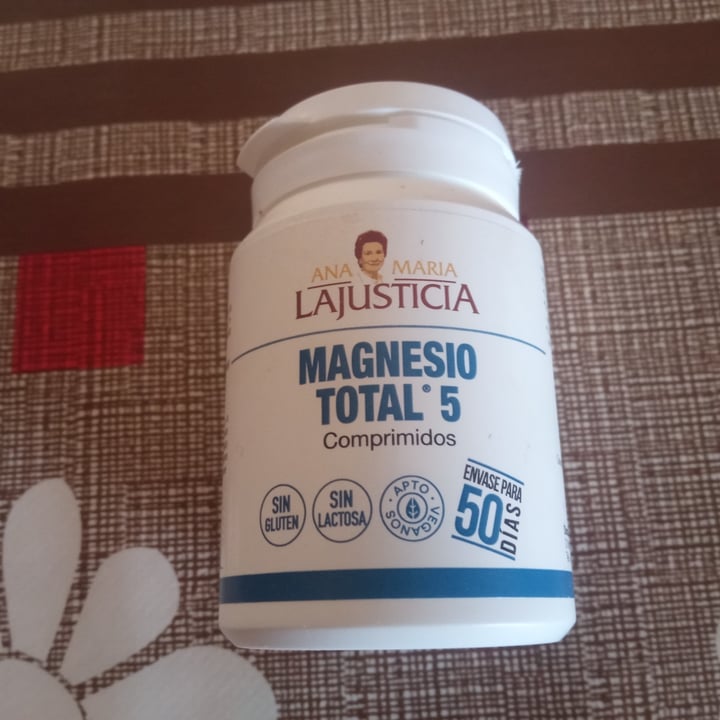 ANA MARIA
LAJUSTICIA
MAGNESIO
TOTAL® 5
Comprimidos
SIN
GLUTEN
SIN
LACTOSA
APTO
VEGANOS
ENVASE PARA
50
DIAS